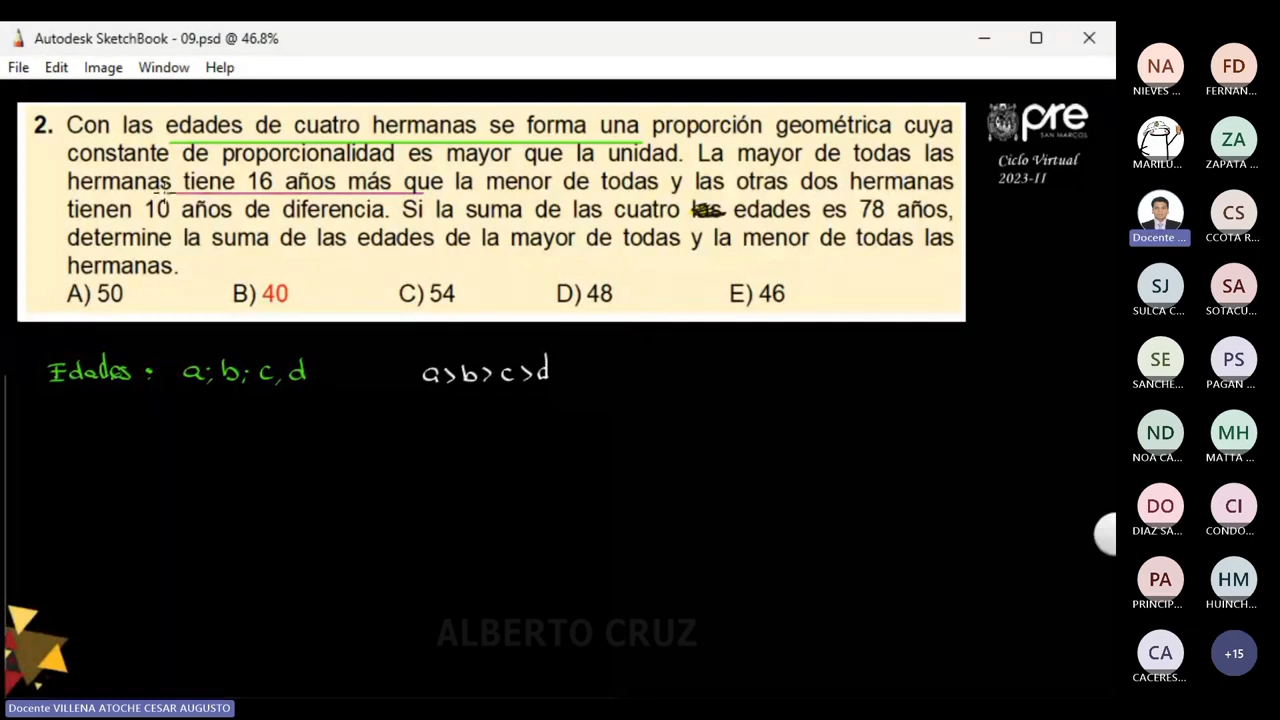 Autodesk SketchBook - 09.psd @ 46.8%
File Edit Image Window Help
2. Con las edades de cuatro hermanas se forma una proporción geométrica cuya
constante de proporcionalidad es mayor que la unidad. La mayor de todas las
hermanas tiene 16 años más que la menor de todas y las otras dos hermanas
tienen 10 años de diferencia. Si la suma de las cuatro edades es 78 años,
determine la suma de las edades de la mayor de todas y la menor de todas las
hermanas.
A) 50 B) 40 C) 54 D) 48 E) 46
pre
SAN MARCOS
Ciclo Virtual
2023-II
Edades : a; b; c, d a>b>c>d
ALBERTO CRUZ
Docente VILLENA ATOCHE CESAR AUGUSTO
NA FD
NIEVES ... FERNAN...
ZA
MARILÚ... ZAPATA ...
CS
Docente ... CCOTA R...
SJ SA
SULCA C... SOTACU...
SE PS
SANCHE... PAGAN ...
ND MH
NOA CA... MATTA ...
DO CI
DIAZ SA... CONDO...
PA HM
PRINCIP... HUINCH...
CA +15
CACERES...